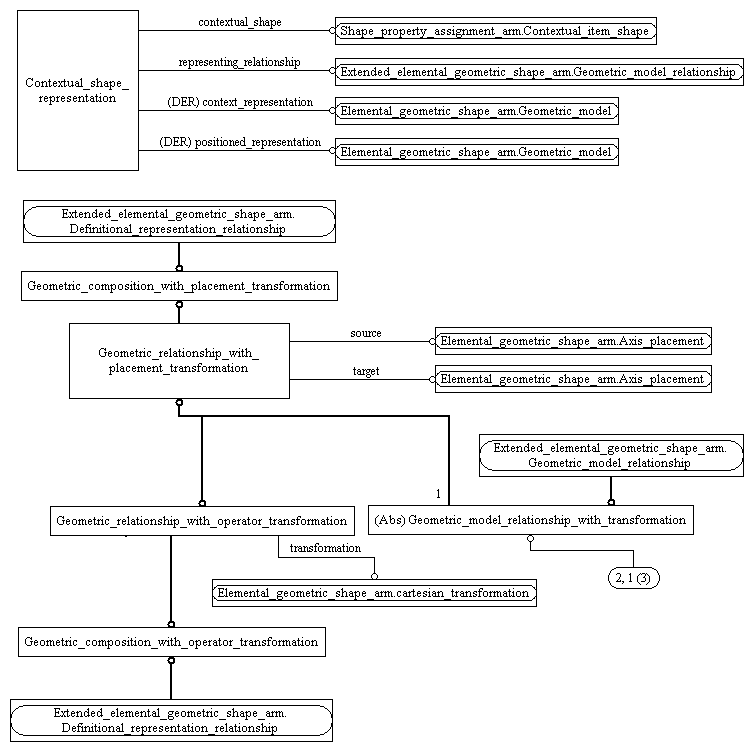 contextual_shape
Shape_property_assignment_arm.Contextual_item_shape
Contextual_shape_
representation
representing_relationship
Extended_elemental_geometric_shape_arm.Geometric_model_relationship
(DER) context_representation
Elemental_geometric_shape_arm.Geometric_model
(DER) positioned_representation
Elemental_geometric_shape_arm.Geometric_model
Extended_elemental_geometric_shape_arm.
Definitional_representation_relationship
Geometric_composition_with_placement_transformation
Geometric_relationship_with_
placement_transformation
source
Elemental_geometric_shape_arm.Axis_placement
target
Elemental_geometric_shape_arm.Axis_placement
Extended_elemental_geometric_shape_arm.
Geometric_model_relationship
1
Geometric_relationship_with_operator_transformation
(Abs) Geometric_model_relationship_with_transformation
transformation
2, 1 (3)
Elemental_geometric_shape_arm.cartesian_transformation
Geometric_composition_with_operator_transformation
Extended_elemental_geometric_shape_arm.
Definitional_representation_relationship